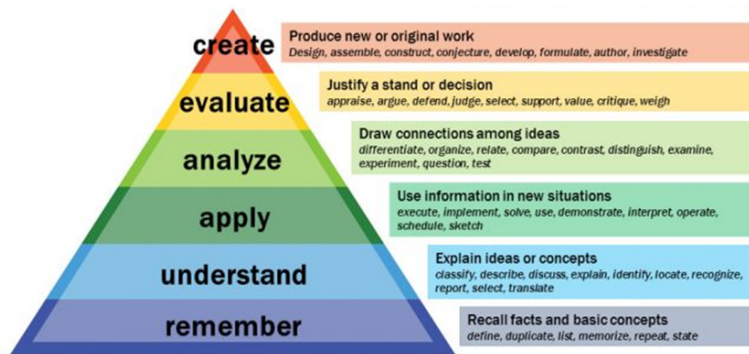 create
Produce new or original work
Design, assemble, construct, conjecture, develop, formulate, author, investigate
evaluate
Justify a stand or decision
appraise, argue, defend, judge, select, support, value, critique, weigh
analyze
Draw connections among ideas
differentiate, organize, relate, compare, contrast, distinguish, examine,
experiment, question, test
apply
Use information in new situations
execute, implement, solve, use, demonstrate, interpret, operate,
schedule, sketch
understand
Explain ideas or concepts
classify, describe, discuss, explain, identify, locate, recognize,
report, select, translate
remember
Recall facts and basic concepts
define, duplicate, list, memorize, repeat, state